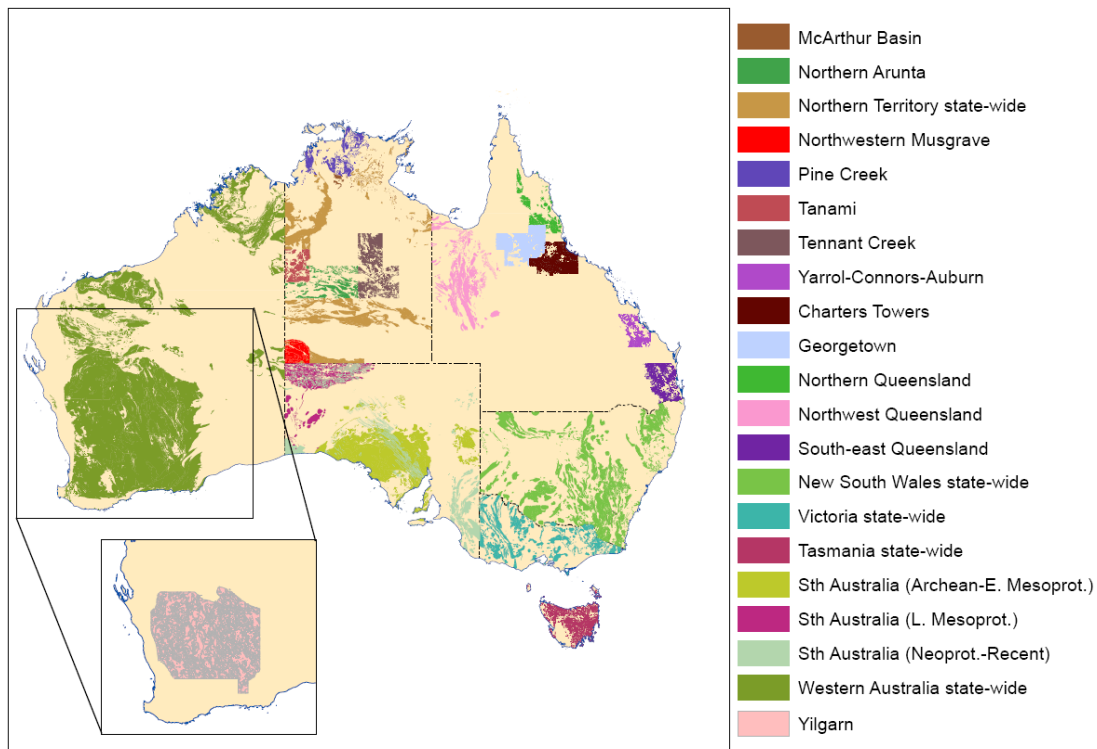 McArthur Basin
Northern Arunta
Northern Territory state-wide
Northwestern Musgrave
Pine Creek
Tanami
Tennant Creek
Yarrol-Connors-Auburn
Charters Towers
Georgetown
Northern Queensland
Northwest Queensland
South-east Queensland
New South Wales state-wide
Victoria state-wide
Tasmania state-wide
Sth Australia (Archean-E. Mesoprot.)
Sth Australia (L. Mesoprot.)
Sth Australia (Neoprot.-Recent)
Western Australia state-wide
Yilgarn